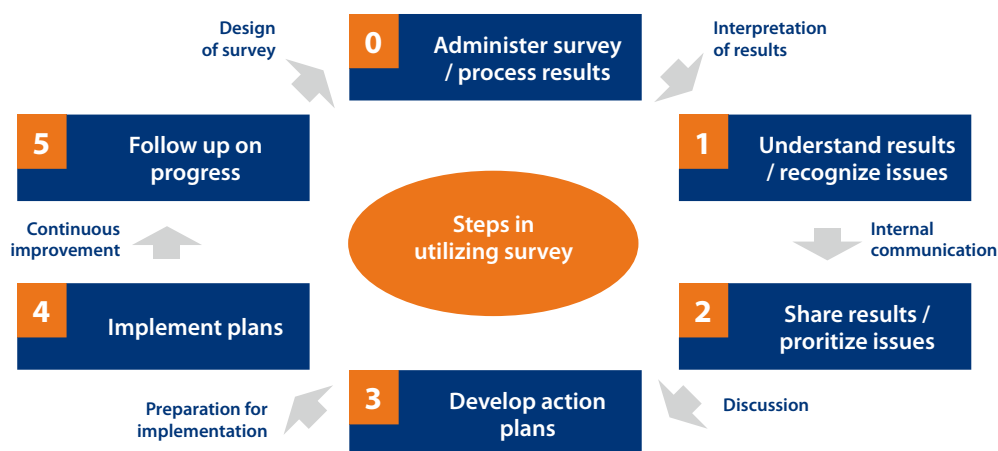 Design
of survey
0
Administer survey
/ process results
Interpretation
of results
5
Follow up on
progress
1
Understand results
/ recognize issues
Steps in
utilizing survey
Continuous
improvement
Internal
communication
4
Implement plans
2
Share results /
proritize issues
Preparation for
implementation
3
Develop action
plans
Discussion